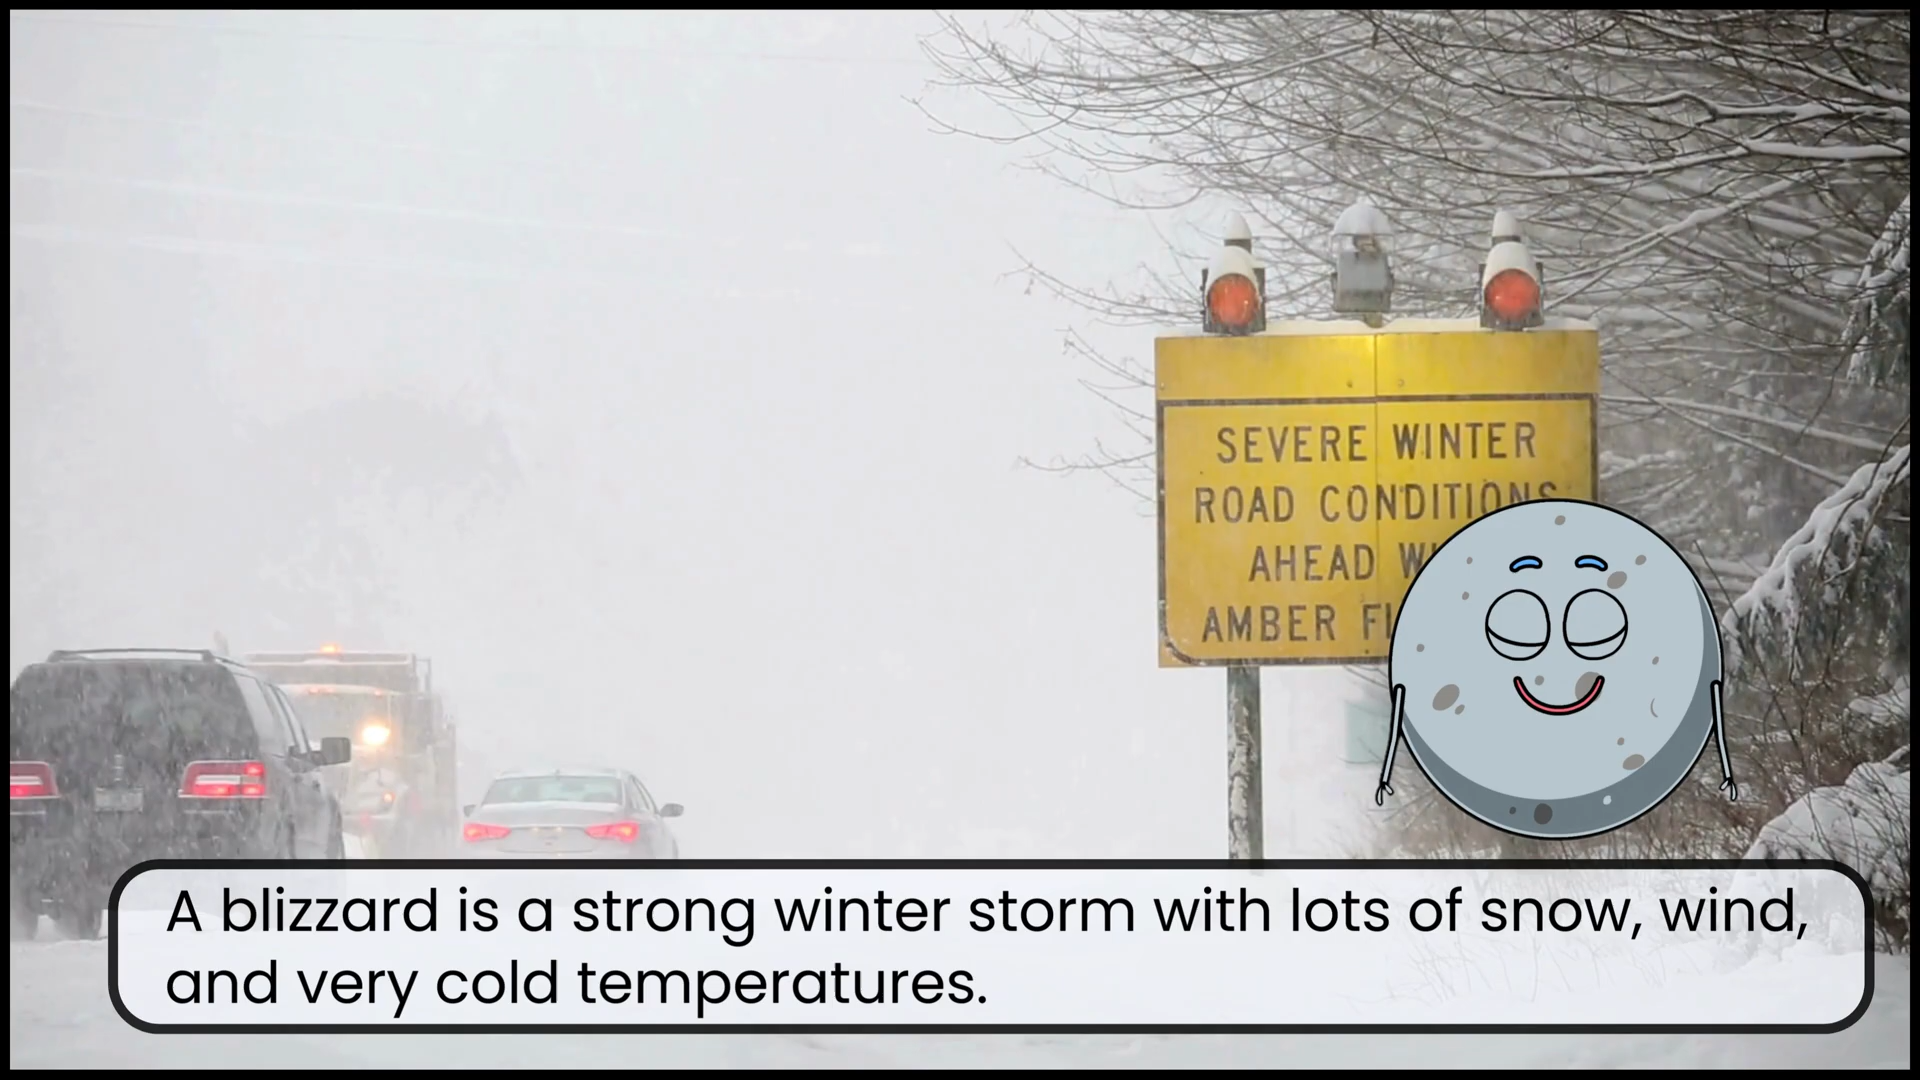 SEVERE WINTER
ROAD CONDITIONS
AHEAD
AMBER
A blizzard is a strong winter storm with lots of snow, wind,
and very cold temperatures.